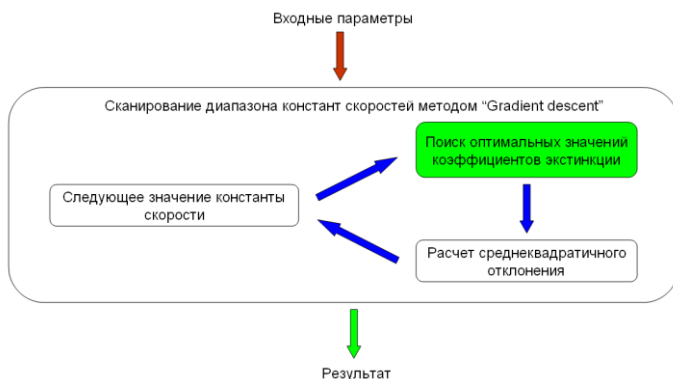 Входные параметры
Сканирование диапазона констант скоростей методом “Gradient descent”
Поиск оптимальных значений
коэффициентов экстинкции
Следующее значение константы
скорости
Расчет среднеквадратичного
отклонения
Результат